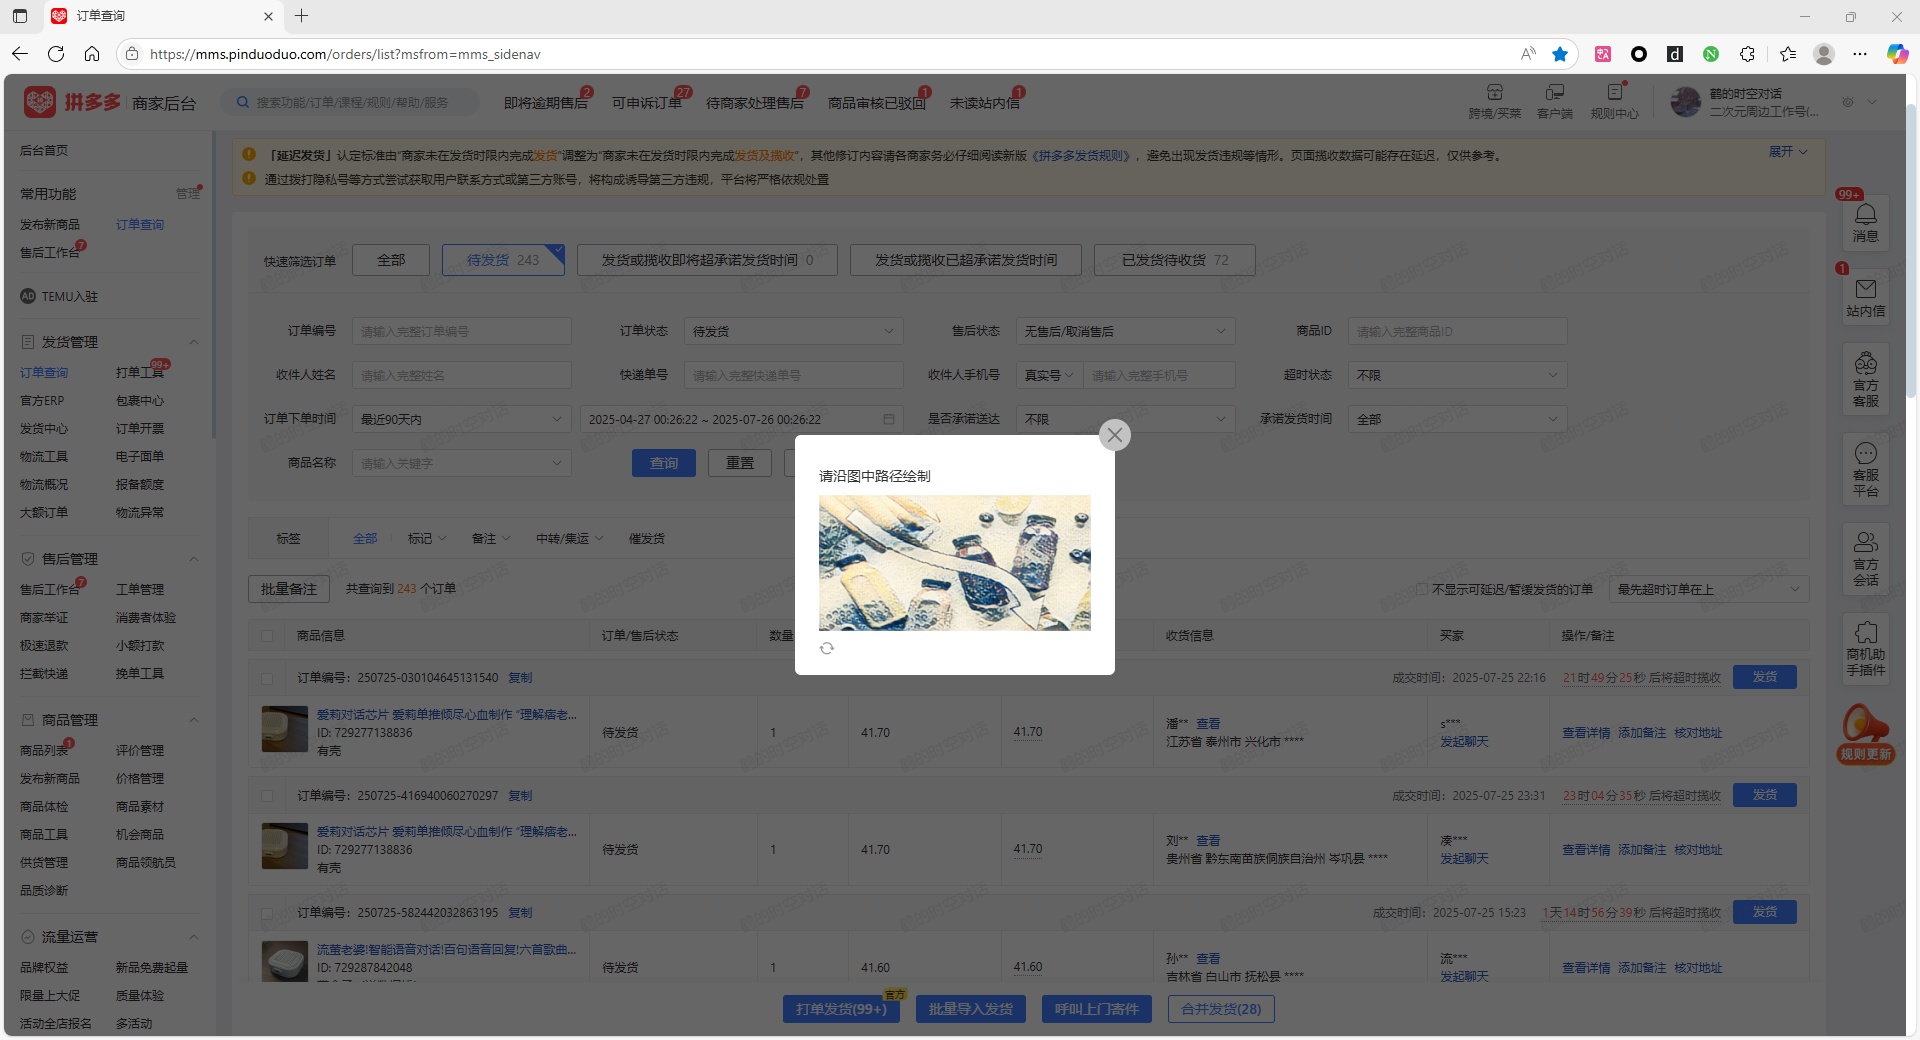 订单查询
https://mms.pinduoduo.com/orders/list?msfrom=mms_sidenav
拼多多 商家后台 搜索功能/订单/课程/规则/帮助/服务 即将逾期售后 2 可申诉订单 27 待商家处理售后 7 商品审核已驳回 1 未读站内信 1 跨境/买菜 客户端 规则中心 鹤的时空对话
二次元周边工作号(...
后台首页
常用功能 管理
发布新商品 订单查询
售后工作台 7
AD TEMU入驻
发货管理
订单查询 打单工具 99+
官方ERP 包裹中心
发货中心 订单开票
物流工具 电子面单
物流概况 报备额度
大额订单 物流异常
售后管理
售后工作台 7 工单管理
商家举证 消费者体验
极速退款 小额打款
拦截快递 挽单工具
商品管理
商品列表 1 评价管理
发布新商品 价格管理
商品体检 商品素材
商品工具 机会商品
供货管理 商品领航员
品质诊断
流量运营
品牌权益 新品免费起量
限量上大促 质量体验
活动全店报名 多活动
「延迟发货」认定标准由“商家未在发货时限内完成发货”调整为“商家未在发货时限内完成发货及揽收”，其他修订内容请各商家务必仔细阅读新版《拼多多发货规则》，避免出现发货违规等情形。页面揽收数据可能存在延迟，仅供参考。 展开
通过拨打隐私号等方式尝试获取用户联系方式或第三方账号，将构成诱导第三方违规，平台将严格依规处置
快速筛选订单 全部 待发货 243 发货或揽收即将超承诺发货时间 0 发货或揽收已超承诺发货时间 已发货待收货 72
订单编号 请输入完整订单编号 订单状态 待发货 售后状态 无售后/取消售后 商品ID 请输入完整商品ID
收件人姓名 请输入完整姓名 快递单号 请输入完整快递单号 收件人手机号 真实号 请输入完整手机号 超时状态 不限
订单下单时间 最近90天内 2025-04-27 00:26:22 ~ 2025-07-26 00:26:22 是否承诺送达 不限 承诺发货时间 全部
商品名称 请输入关键字 查询 重置
请沿图中路径绘制
标签 全部 标记 备注 中转/集运 催发货
批量备注 共查询到 243 个订单 不显示可延迟/暂缓发货的订单 最先超时订单在上
商品信息 订单/售后状态 数量 收货信息 买家 操作/备注
订单编号：250725-030104645131540 复制 成交时间：2025-07-25 22:16 21时49分25秒 后将超时揽收 发货
爱莉对话芯片 爱莉单推倾尽心血制作 “理解痞老...
ID: 729277138836
有壳
待发货 1 41.70 41.70
潘** 查看
江苏省 泰州市 兴化市 ****
s***
发起聊天
查看详情 添加备注 核对地址
订单编号：250725-416940060270297 复制 成交时间：2025-07-25 23:31 23时04分35秒 后将超时揽收 发货
爱莉对话芯片 爱莉单推倾尽心血制作 “理解痞老...
ID: 729277138836
有壳
待发货 1 41.70 41.70
刘** 查看
贵州省 黔东南苗族侗族自治州 岑巩县 ****
凑***
发起聊天
查看详情 添加备注 核对地址
订单编号：250725-582442032863195 复制 成交时间：2025-07-25 15:23 1天14时56分39秒 后将超时揽收 发货
流萤老婆!智能语音对话!百句语音回复!六首歌曲...
ID: 729287842048
待发货 1 41.60 41.60
孙** 查看
吉林省 白山市 抚松县 ****
流***
发起聊天
查看详情 添加备注 核对地址
打单发货(99+) 官方 批量导入发货 呼叫上门寄件 合并发货(28)
99+
消息
1
站内信
官方
客服
客服
平台
官方
会话
商机助
手插件
规则更新
鹤的时空对话